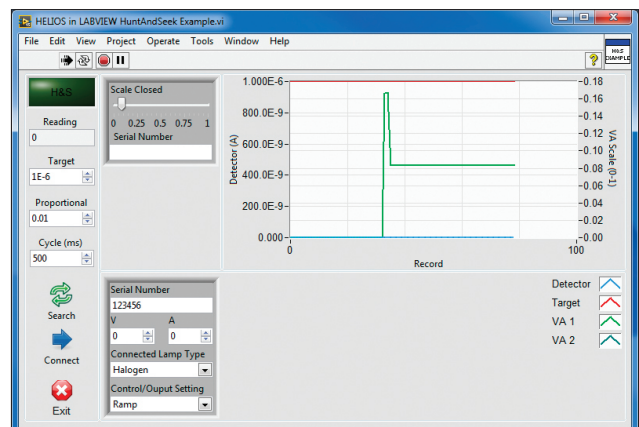 HELIOS in LABVIEW HuntAndSeek Example.vi
File Edit View Project Operate Tools Window Help
H&S
EXAMPLE
H&S
Reading
0
Target
1E-6
Proportional
0.01
Cycle (ms)
500
Search
Connect
Exit
Scale Closed
0 0.25 0.5 0.75 1
Serial Number
Serial Number
123456
V A
0 0
Connected Lamp Type
Halogen
Control/Ouput Setting
Ramp
Detector (A)
1.000E-6
800.0E-9
600.0E-9
400.0E-9
200.0E-9
0.000
0 100
Record
0.18
0.16
0.14
0.12
0.10
0.08
0.06
0.04
0.02
0.00
VA Scale (0-1)
Detector
Target
VA 1
VA 2